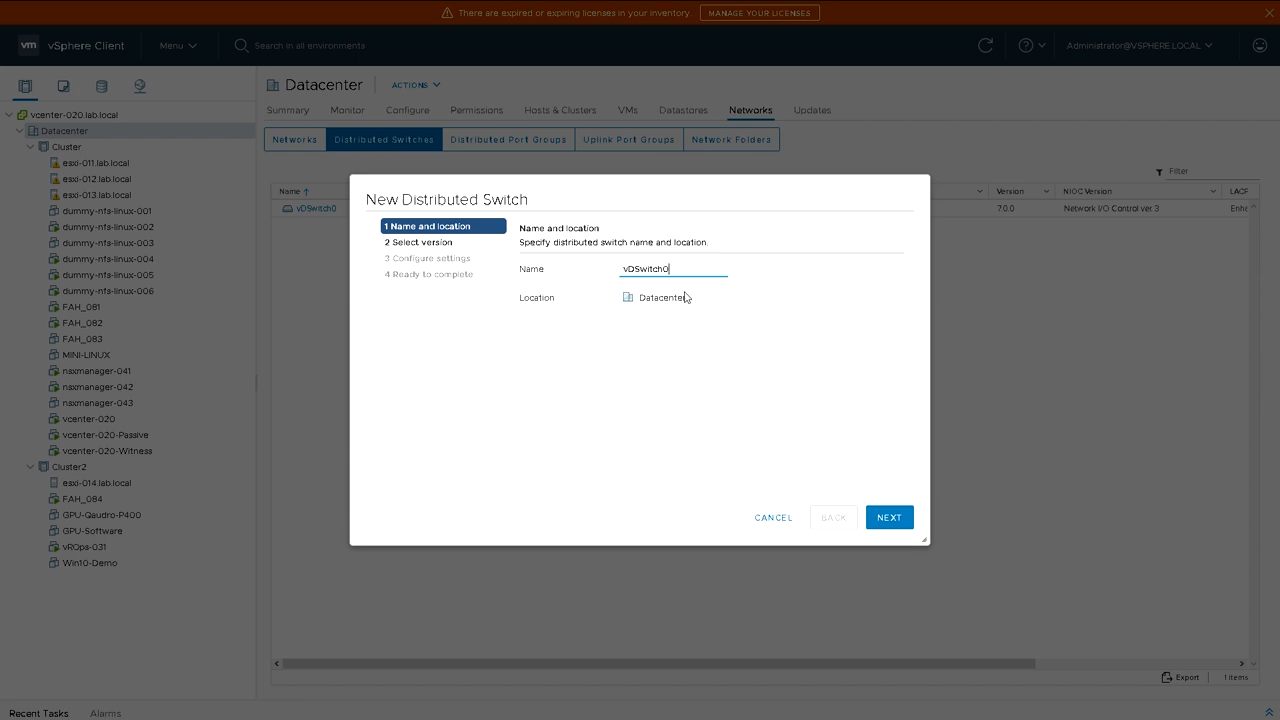 There are expired or expiring licenses in your inventory. MANAGE YOUR LICENSES
vm vSphere Client Menu Search in all environments Administrator@VSPHERE.LOCAL
Datacenter ACTIONS
Summary Monitor Configure Permissions Hosts & Clusters VMs Datastores Networks Updates
Networks Distributed Switches Distributed Port Groups Uplink Port Groups Network Folders
Filter
Name Version NIOC Version LACP
vDSwitch0 7.0.0 Network I/O Control ver 3 Enha
vcenter-020.lab.local
Datacenter
Cluster
esxi-011.lab.local
esxi-012.lab.local
esxi-013.lab.local
dummy-nfs-linux-001
dummy-nfs-linux-002
dummy-nfs-linux-003
dummy-nfs-linux-004
dummy-nfs-linux-005
dummy-nfs-linux-006
FAH_081
FAH_082
FAH_083
MINI-LINUX
nsxmanager-041
nsxmanager-042
nsxmanager-043
vcenter-020
vcenter-020-Passive
vcenter-020-Witness
Cluster2
esxi-014.lab.local
FAH_084
GPU-Qaudro-P400
GPU-Software
vROps-031
Win10-Demo
New Distributed Switch
1 Name and location
2 Select version
3 Configure settings
4 Ready to complete
Name and location
Specify distributed switch name and location.
Name vDSwitch0
Location Datacenter
CANCEL BACK NEXT
Export 1 items
Recent Tasks Alarms